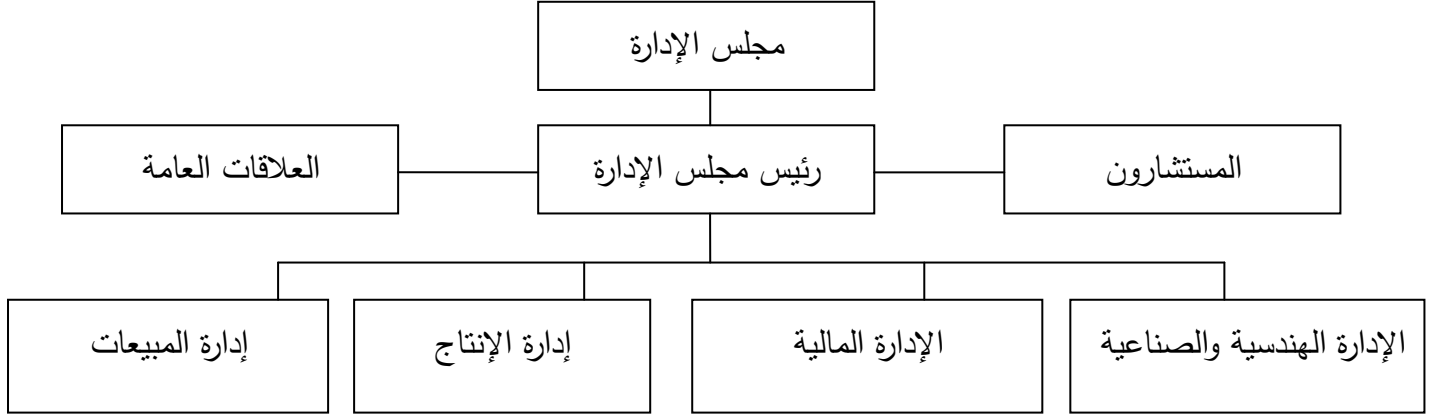 مجلس الإدارة
المستشارون
رئيس مجلس الإدارة
العلاقات العامة
الإدارة الهندسية والصناعية
الإدارة المالية
إدارة الإنتاج
إدارة المبيعات